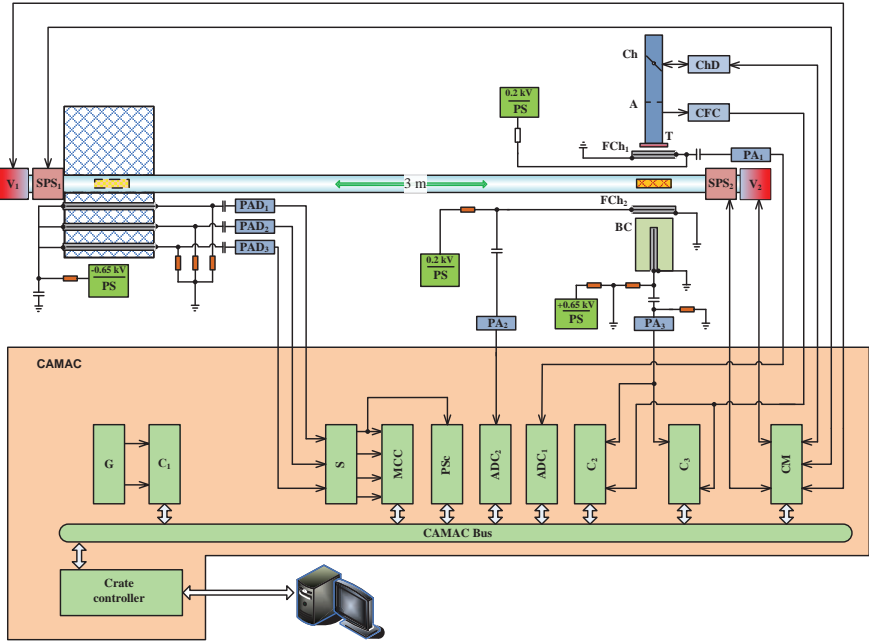 Ch
ChD
0.2 kV
PS
A
CFC
T
FCh1
PA1
V1
SPS1
3 m
SPS2
V2
PAD1
FCh2
PAD2
BC
PAD3
0.2 kV
PS
-0.65 kV
PS
+0.65 kV
PS
PA2
PA3
CAMAC
G
C1
S
MCC
PSc
ADC2
ADC1
C2
C3
CM
CAMAC Bus
Crate
controller